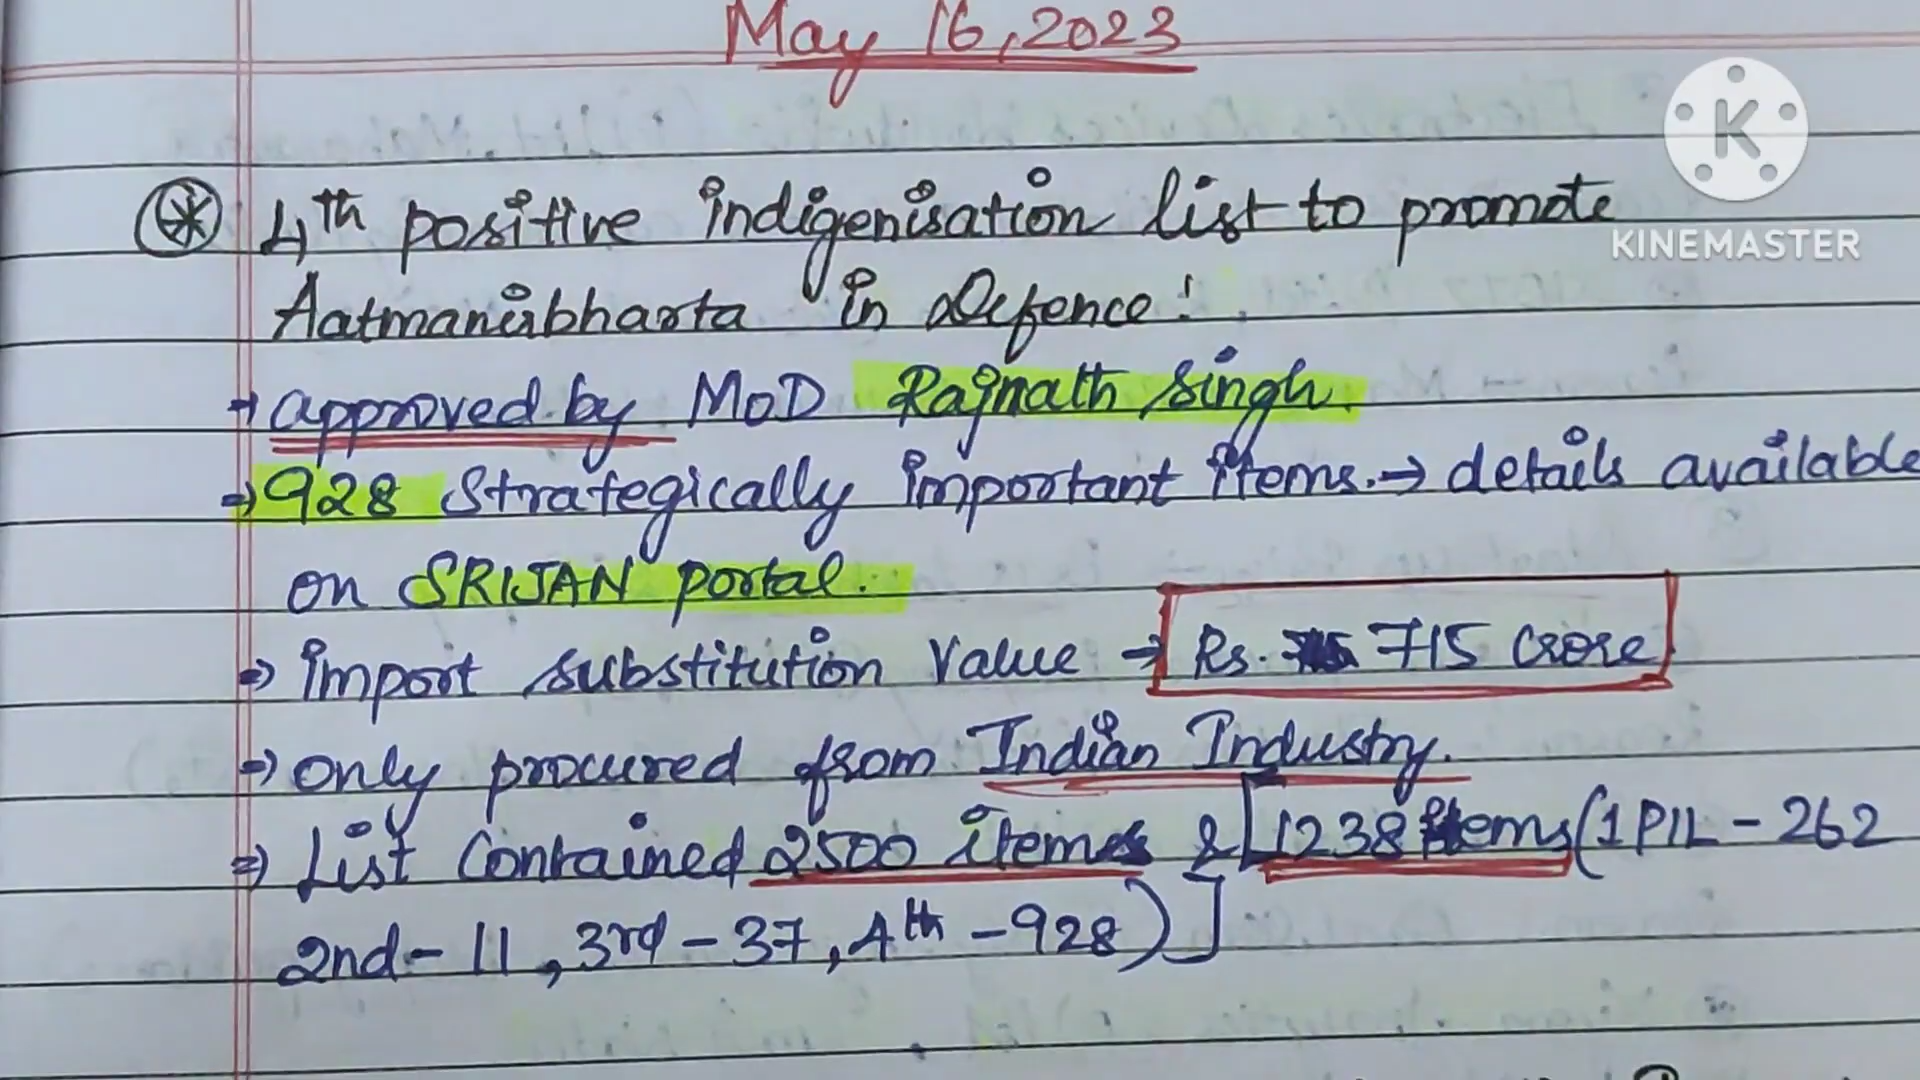 May 16, 2023
K
KINEMASTER
4th positive indigenisation list to promote
Aatmanirbharta in Defence!
→ approved by MoD Rajnath Singh.
⇒ 928 Strategically important items. → details available
on SRIJAN portal.
⇒ import substitution Value → Rs. 715 crore
⇒ only procured from Indian Industry.
⇒ List Contained 2500 items & [1238 items (1 PIL - 262
2nd - 11, 3rd - 37, 4th - 928)]